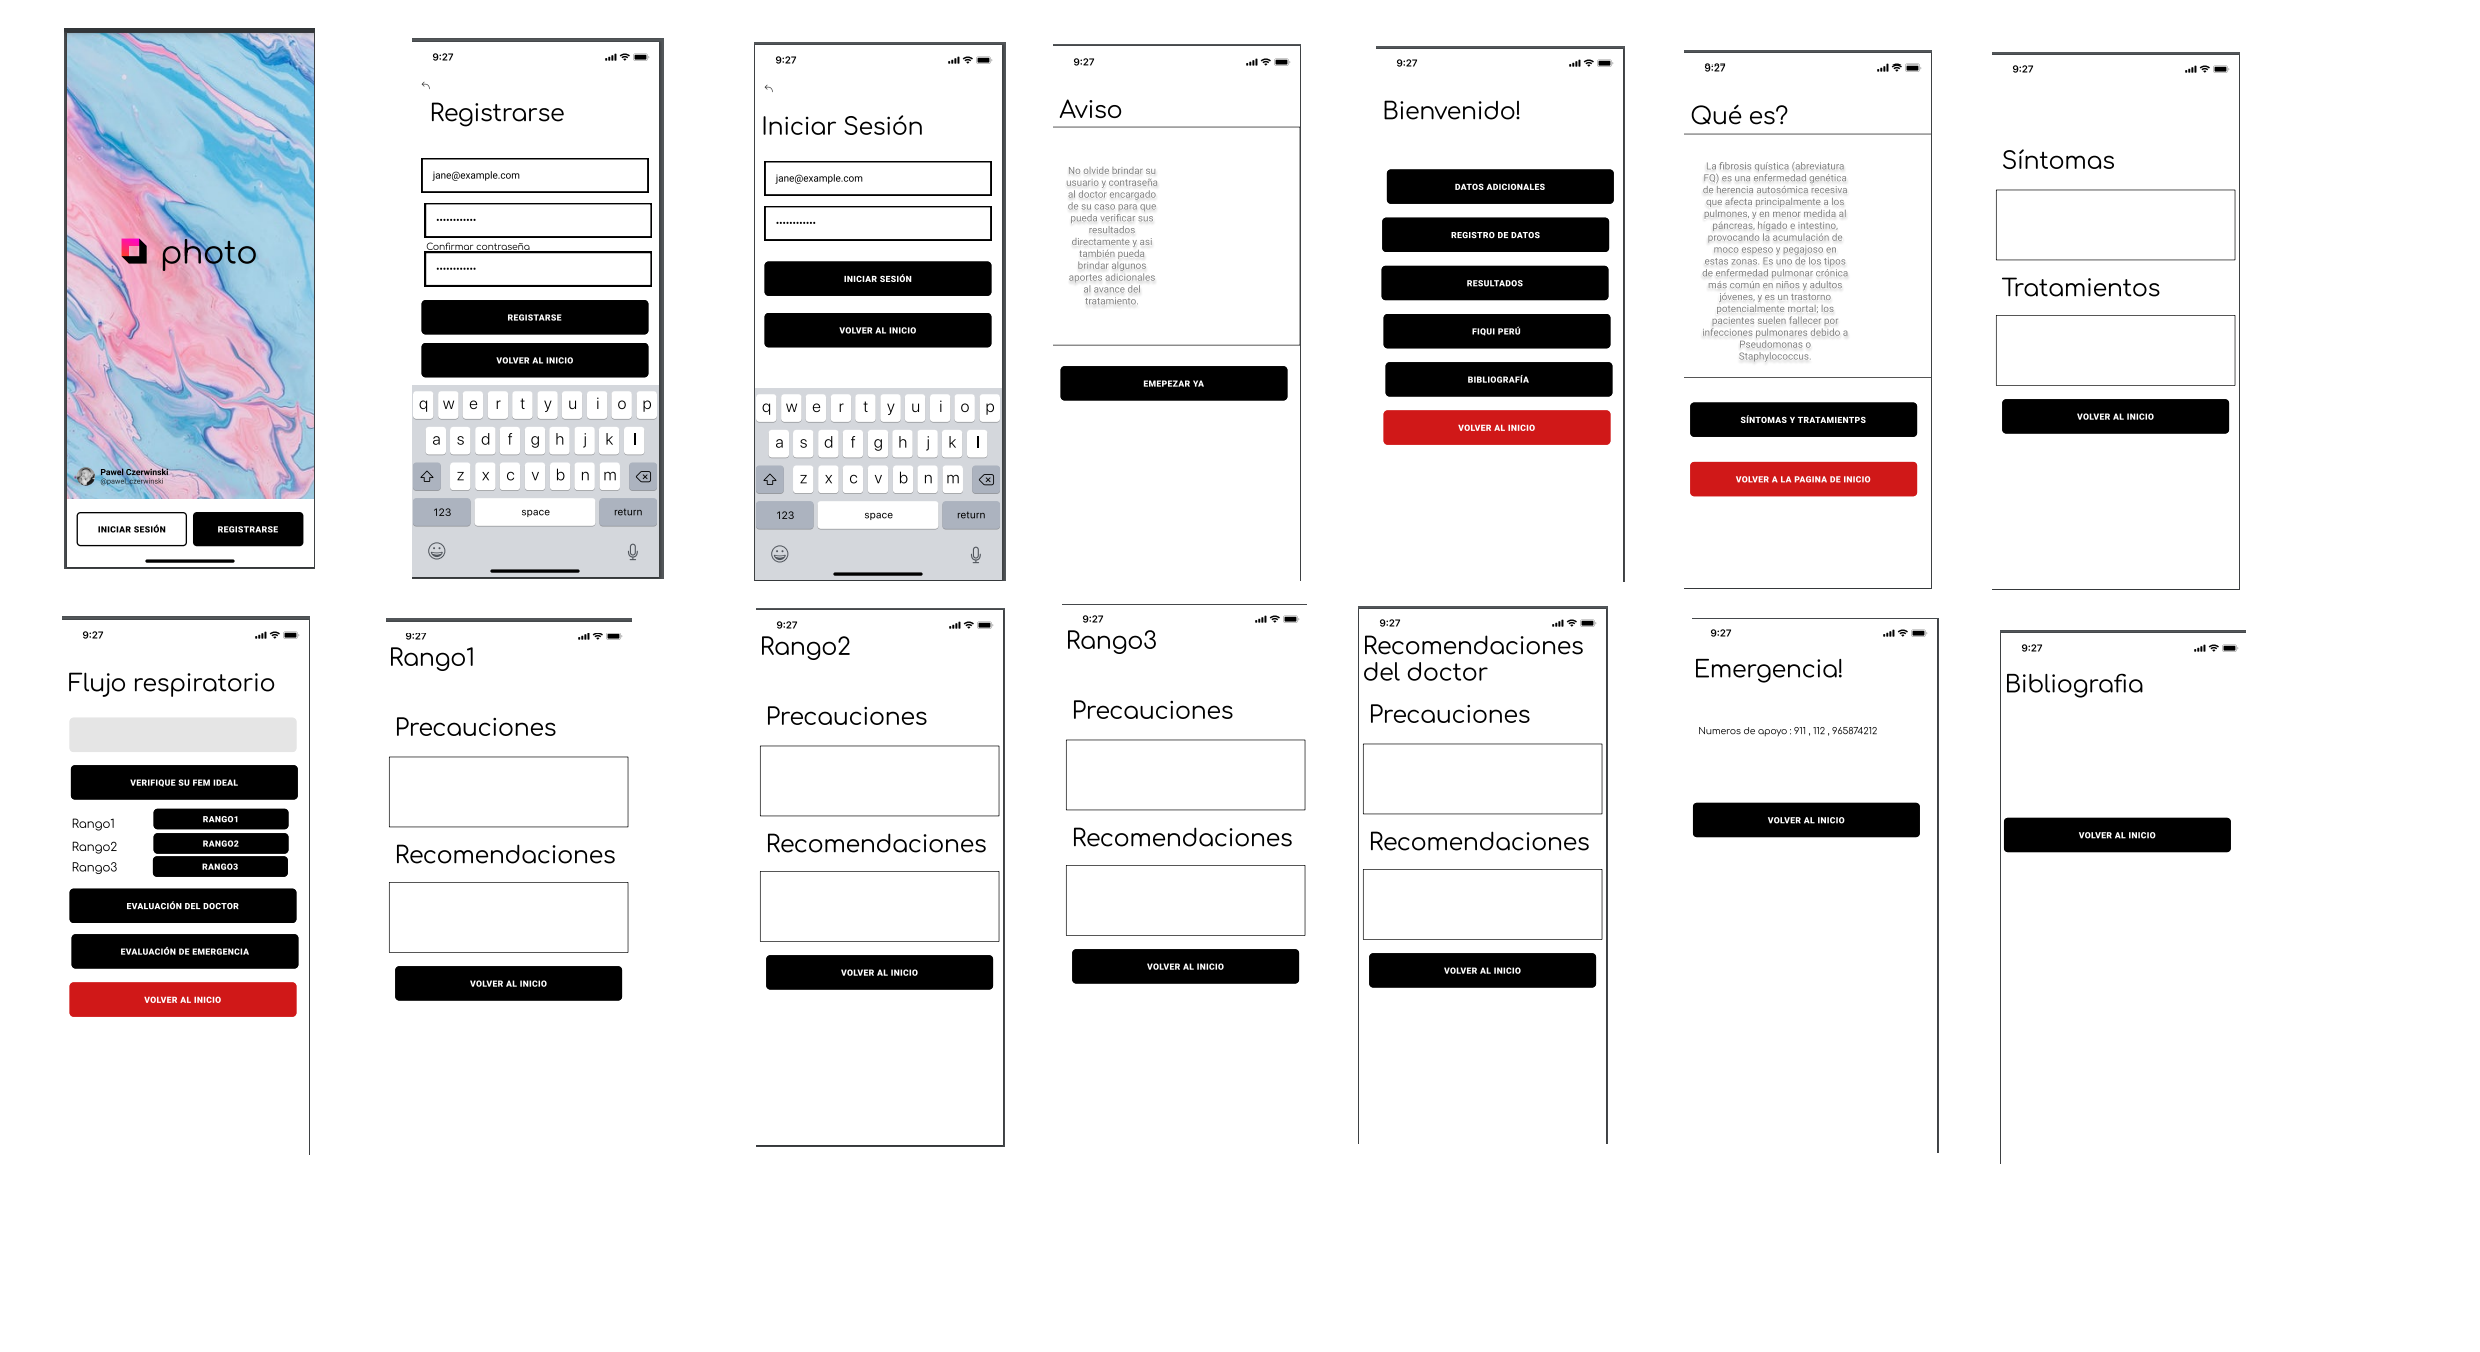 photo
Pawel Czerwinski
@pawel_czerwinski
INICIAR SESIÓN
REGISTRARSE
9:27
Registrarse
jane@example.com
••••••••••••
Confirmar contraseña
••••••••••••
REGISTARSE
VOLVER AL INICIO
q w e r t y u i o p
a s d f g h j k l
z x c v b n m
123 space return
9:27
Iniciar Sesión
jane@example.com
••••••••••••
INICIAR SESIÓN
VOLVER AL INICIO
q w e r t y u i o p
a s d f g h j k l
z x c v b n m
123 space return
9:27
Aviso
No olvide brindar su
usuario y contraseña
al doctor encargado
de su caso para que
pueda verificar sus
resultados
directamente y asi
también pueda
brindar algunos
aportes adicionales
al avance del
tratamiento.
EMEPEZAR YA
9:27
Bienvenido!
DATOS ADICIONALES
REGISTRO DE DATOS
RESULTADOS
FIQUI PERÚ
BIBLIOGRAFÍA
VOLVER AL INICIO
9:27
Qué es?
La fibrosis quística (abreviatura
FQ) es una enfermedad genética
de herencia autosómica recesiva
que afecta principalmente a los
pulmones, y en menor medida al
páncreas, hígado e intestino,
provocando la acumulación de
moco espeso y pegajoso en
estas zonas. Es uno de los tipos
de enfermedad pulmonar crónica
más común en niños y adultos
jóvenes, y es un trastorno
potencialmente mortal; los
pacientes suelen fallecer por
infecciones pulmonares debido a
Pseudomonas o
Staphylococcus.
SÍNTOMAS Y TRATAMIENTPS
VOLVER A LA PAGINA DE INICIO
9:27
Síntomas
Tratamientos
VOLVER AL INICIO
9:27
Flujo respiratorio
VERIFIQUE SU FEM IDEAL
Rango1 RANGO1
Rango2 RANGO2
Rango3 RANGO3
EVALUACIÓN DEL DOCTOR
EVALUACIÓN DE EMERGENCIA
VOLVER AL INICIO
9:27
Rango1
Precauciones
Recomendaciones
VOLVER AL INICIO
9:27
Rango2
Precauciones
Recomendaciones
VOLVER AL INICIO
9:27
Rango3
Precauciones
Recomendaciones
VOLVER AL INICIO
9:27
Recomendaciones
del doctor
Precauciones
Recomendaciones
VOLVER AL INICIO
9:27
Emergencia!
Numeros de apoyo : 911 , 112 , 965874212
VOLVER AL INICIO
9:27
Bibliografia
VOLVER AL INICIO